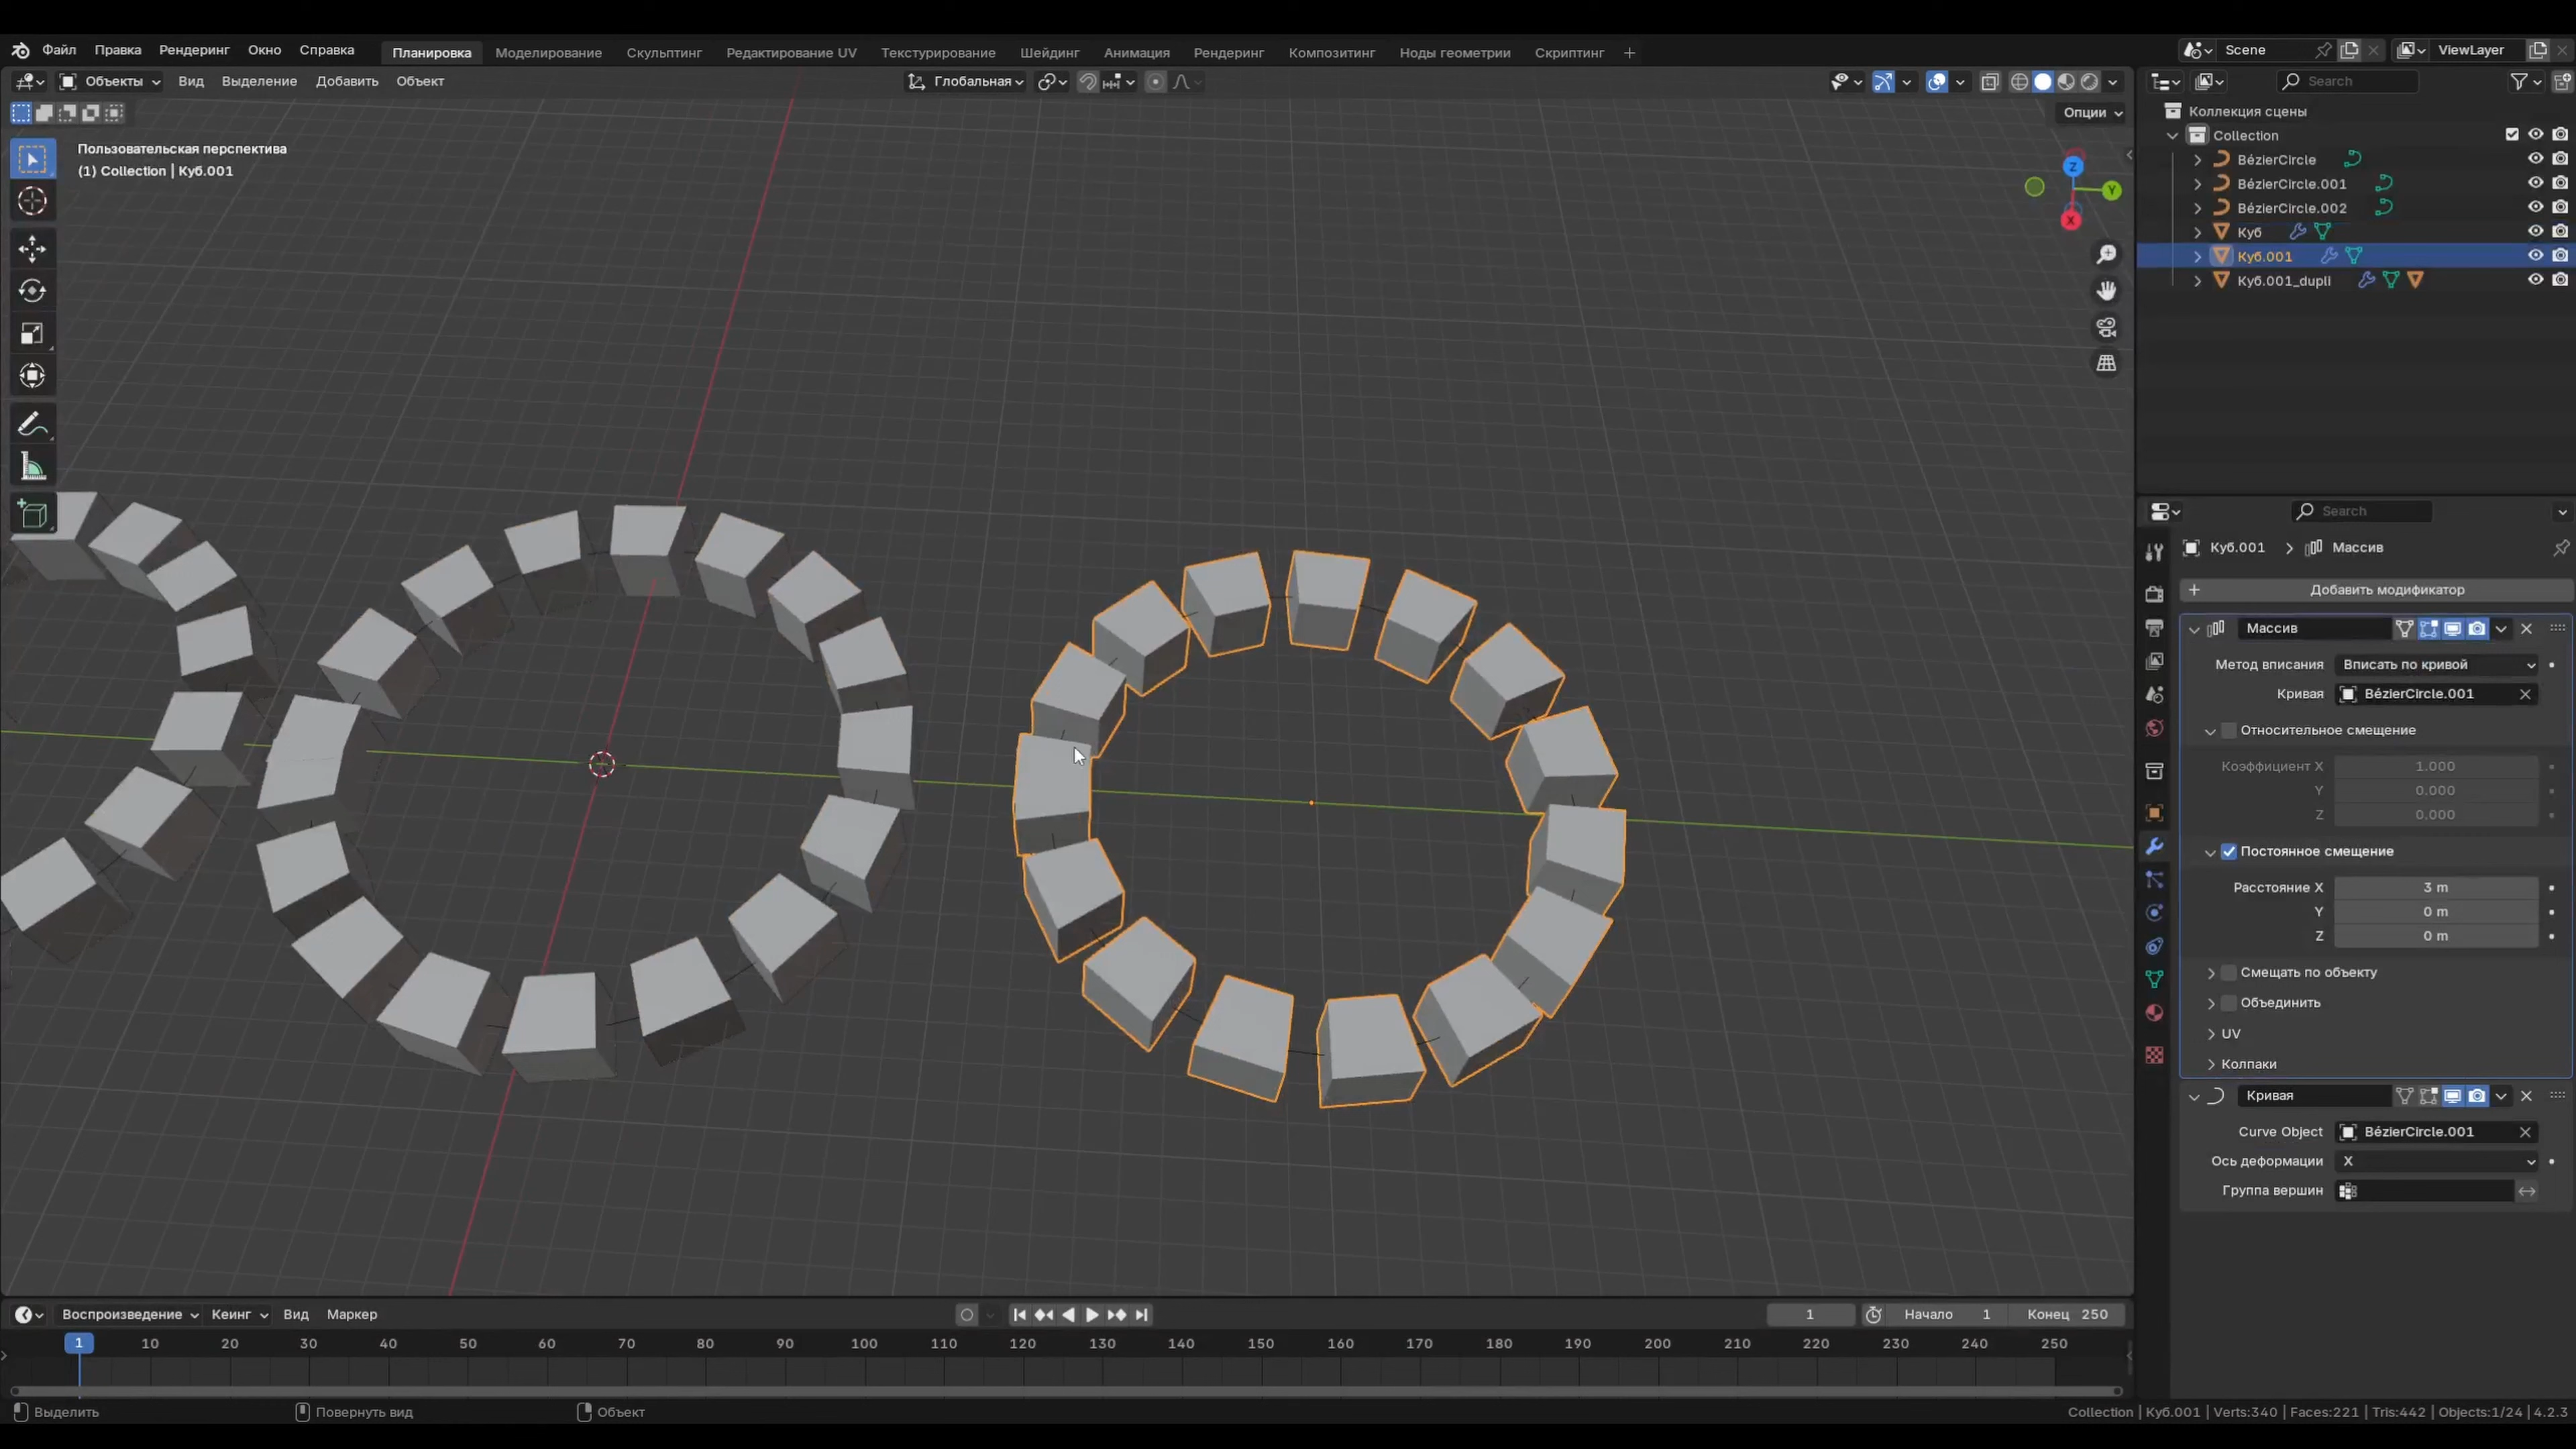 Файл Правка Рендеринг Окно Справка Планировка Моделирование Скульптинг Редактирование UV Текстурирование Шейдинг Анимация Рендеринг Композитинг Ноды геометрии Скриптинг Scene ViewLayer
Объекты Вид Выделение Добавить Объект Глобальная Search
Опции
Пользовательская перспектива
(1) Collection | Куб.001
Z
Y
X
Коллекция сцены
Collection
BézierCircle
BézierCircle.001
BézierCircle.002
Куб
Куб.001
Куб.001_dupli
Search
Куб.001 Массив
Добавить модификатор
Массив
Метод вписания Вписать по кривой
Кривая BézierCircle.001
Относительное смещение
Коэффициент X 1.000
Y 0.000
Z 0.000
Постоянное смещение
Расстояние X 3 m
Y 0 m
Z 0 m
Смещать по объекту
Объединить
UV
Колпаки
Кривая
Curve Object BézierCircle.001
Ось деформации X
Группа вершин
Воспроизведение Кеинг Вид Маркер 1 Начало 1 Конец 250
1 10 20 30 40 50 60 70 80 90 100 110 120 130 140 150 160 170 180 190 200 210 220 230 240 250
Выделить Повернуть вид Объект Collection | Куб.001 | Verts:340 | Faces:221 | Tris:442 | Objects:1/24 | 4.2.3